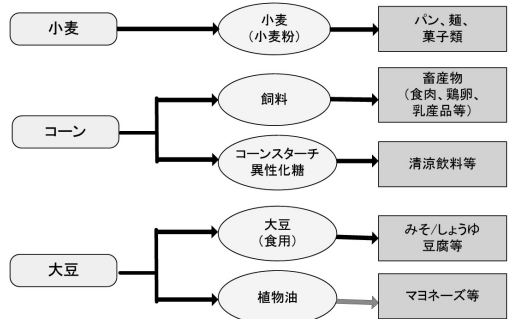 小麦
小麦
(小麦粉)
パン、麺、
菓子類
コーン
飼料
畜産物
(食肉、鶏卵、
乳産品等)
コーンスターチ
異性化糖
清涼飲料等
大豆
大豆
(食用)
みそ/しょうゆ
豆腐等
植物油
マヨネーズ等